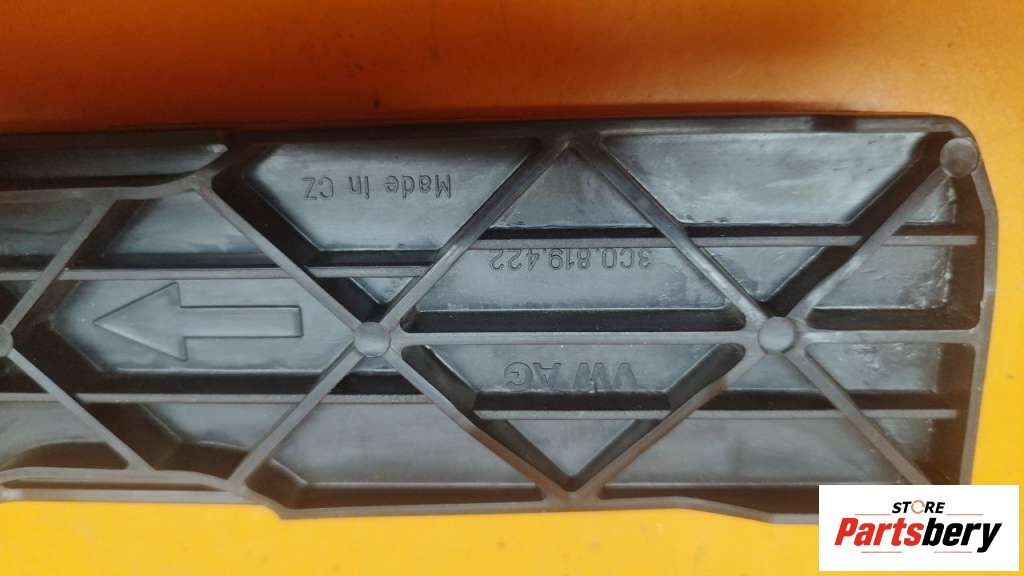 Made in CZ
3C0.819.422
VW AG
STORE
Partsbery